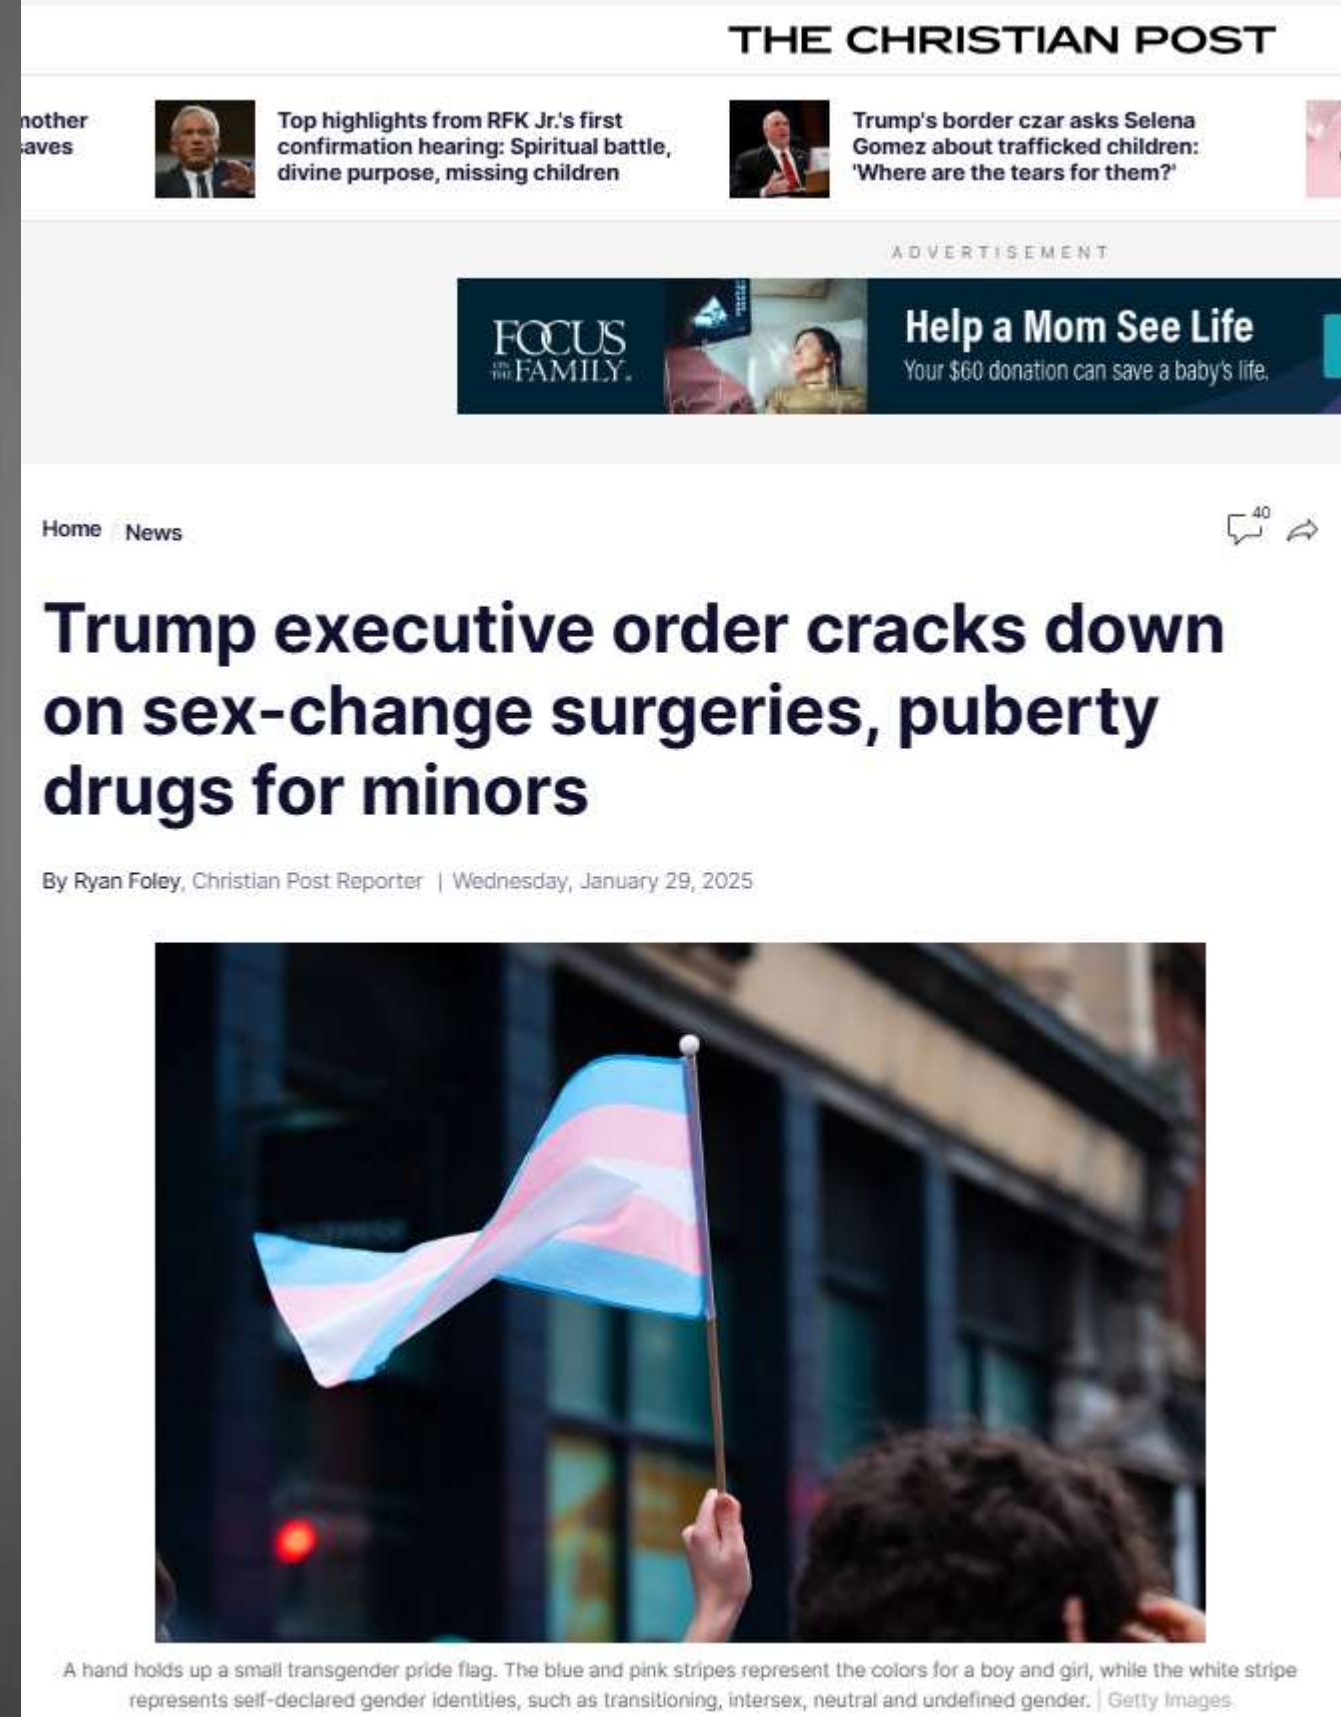 THE CHRISTIAN POST
nother
aves
Top highlights from RFK Jr.'s first
confirmation hearing: Spiritual battle,
divine purpose, missing children
Trump's border czar asks Selena
Gomez about trafficked children:
'Where are the tears for them?'
ADVERTISEMENT
FOCUS
ON THE FAMILY.
Help a Mom See Life
Your $60 donation can save a baby's life.
Home / News
40
Trump executive order cracks down
on sex-change surgeries, puberty
drugs for minors
By Ryan Foley, Christian Post Reporter | Wednesday, January 29, 2025
A hand holds up a small transgender pride flag. The blue and pink stripes represent the colors for a boy and girl, while the white stripe
represents self-declared gender identities, such as transitioning, intersex, neutral and undefined gender. | Getty Images